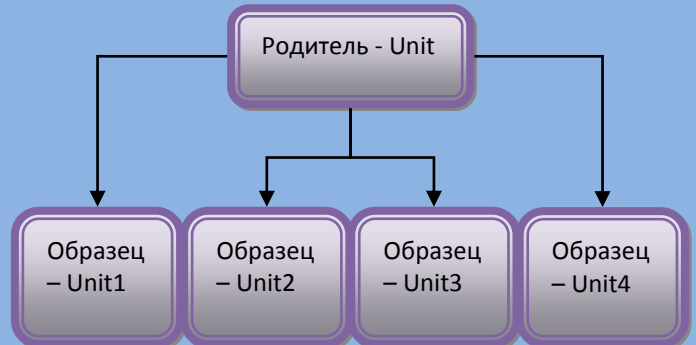 Родитель - Unit
Образец
– Unit1
Образец
– Unit2
Образец
– Unit3
Образец
– Unit4